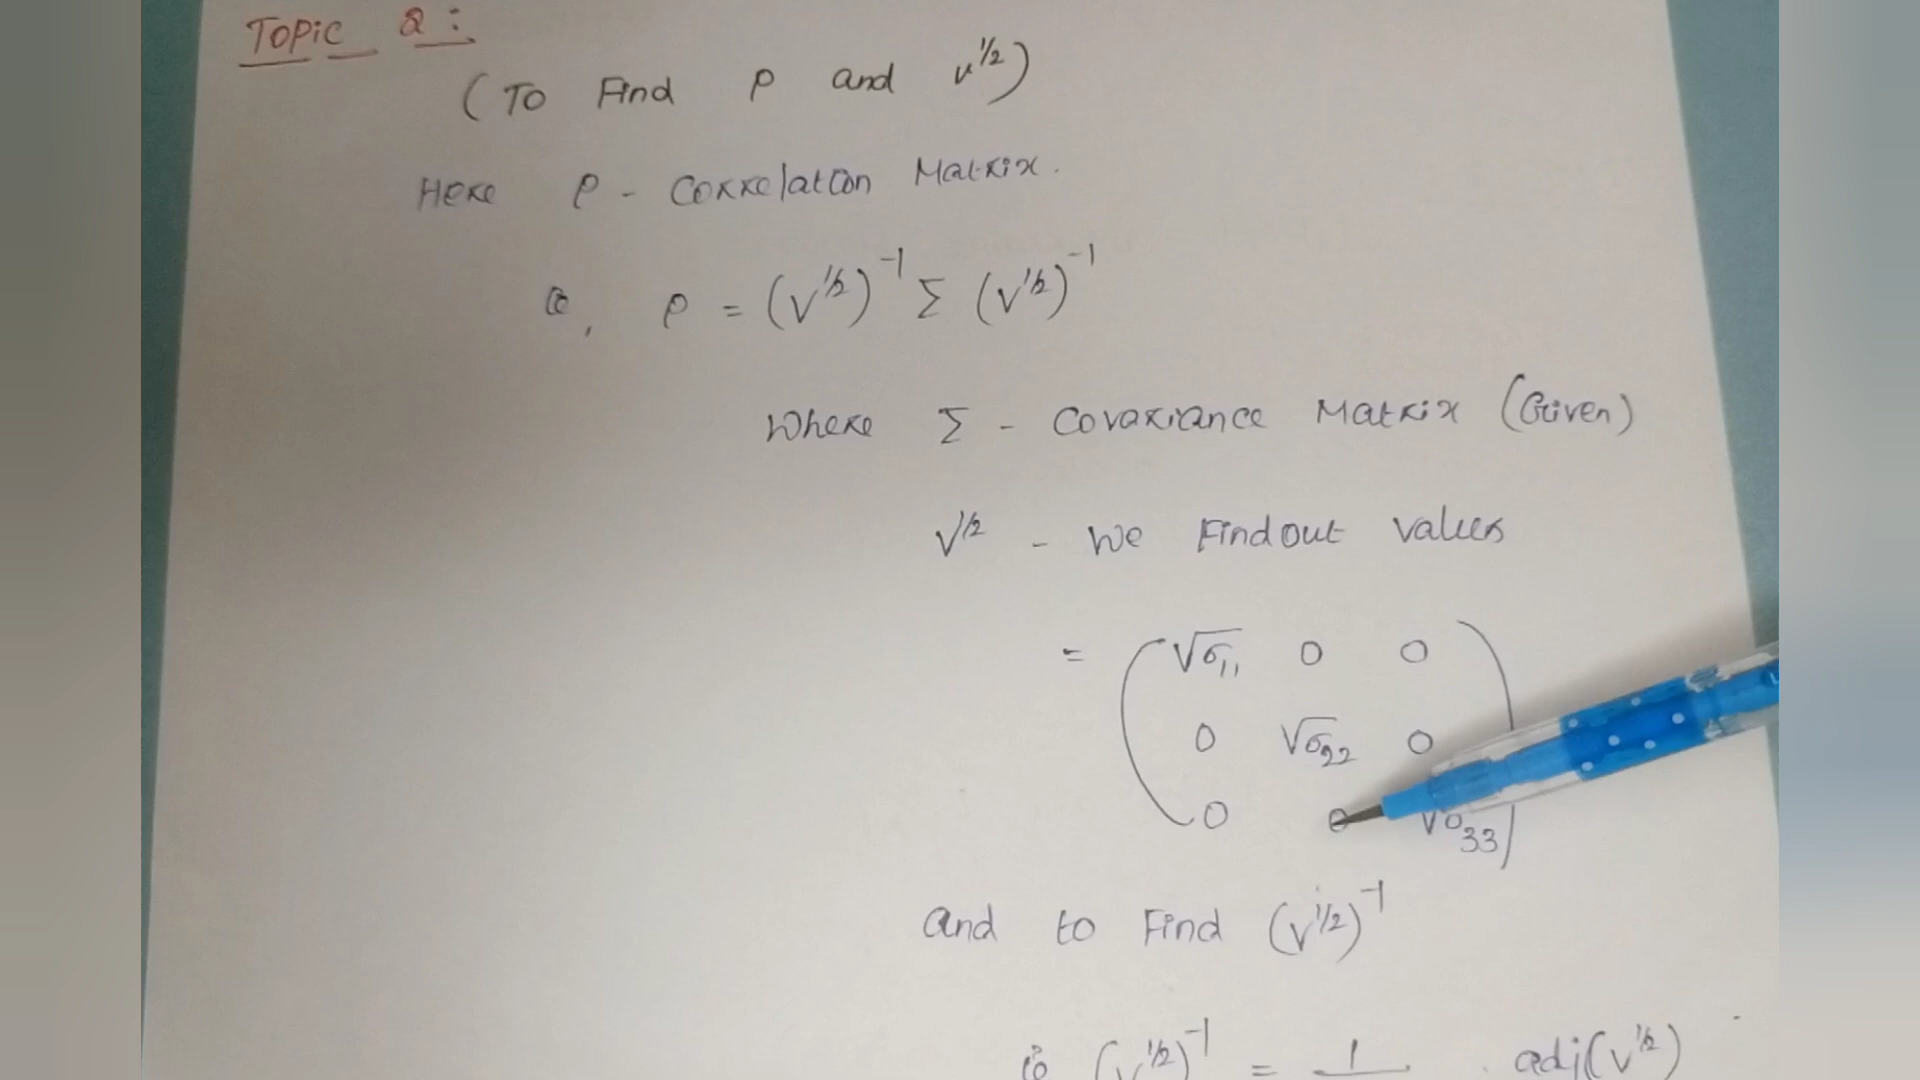 Topic 2:
(To Find ρ and v^1/2)
Here ρ - Correlation Matrix.
ρ = (V^1/2)^-1 Σ (V^1/2)^-1
Where Σ - Covariance Matrix (Given)
V^1/2 - We Findout values
= ( √σ11 0 0
0 √σ22 0
0 0 √σ33 )
and to Find (V^1/2)^-1
(V^1/2)^-1 = 1 . adj(V^1/2)